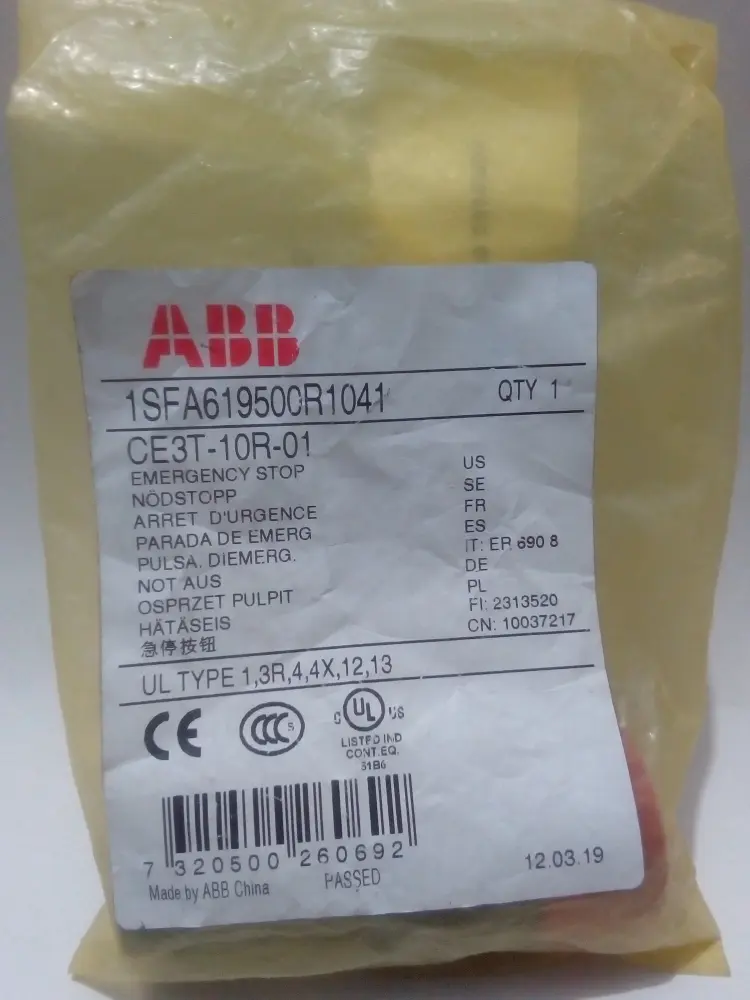 ABB
1SFA619500R1041 QTY 1
CE3T-10R-01
EMERGENCY STOP US
NÖDSTOPP SE
ARRET D'URGENCE FR
PARADA DE EMERG ES
PULSA. DIEMERG. IT: ER 690 8
NOT AUS DE
OSPRZET PULPIT PL
HÄTÄSEIS FI: 2313520
急停按钮 CN: 10037217
UL TYPE 1,3R,4,4X,12,13
CE CCC S C UL US
LISTED IND
CONT.EQ.
31B6
7 320500 260692
Made by ABB China PASSED 12.03.19